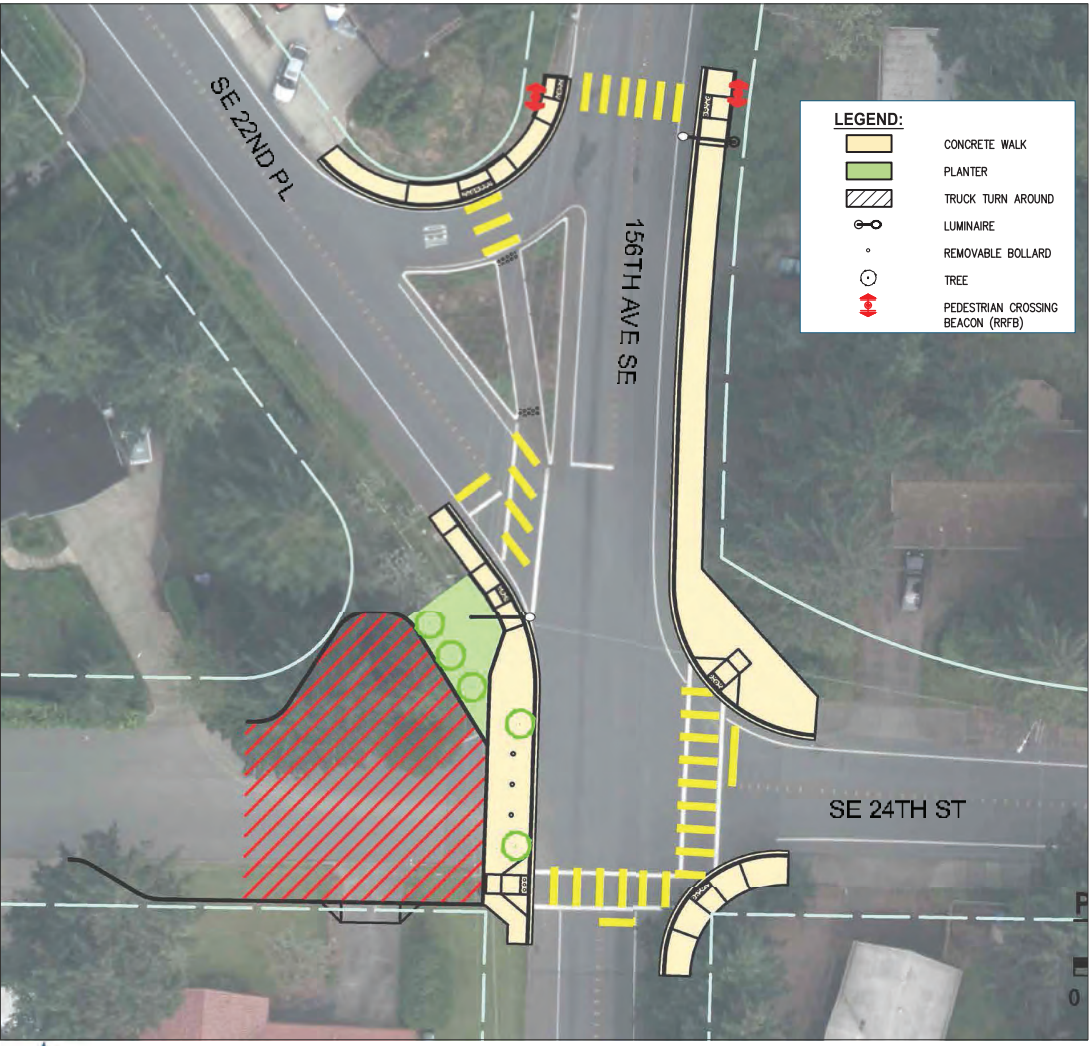 SE 22ND PL
156TH AVE SE
LEGEND:
CONCRETE WALK
PLANTER
TRUCK TURN AROUND
LUMINAIRE
REMOVABLE BOLLARD
TREE
PEDESTRIAN CROSSING
BEACON (RRFB)
SE 24TH ST
P
0